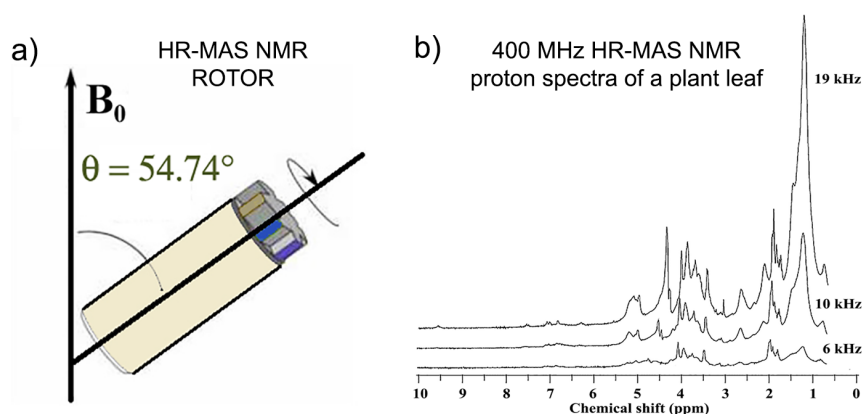 a)
HR-MAS NMR
ROTOR
B₀
θ = 54.74°
b)
400 MHz HR-MAS NMR
proton spectra of a plant leaf
19 kHz
10 kHz
6 kHz
10 9 8 7 6 5 4 3 2 1 0
Chemical shift (ppm)